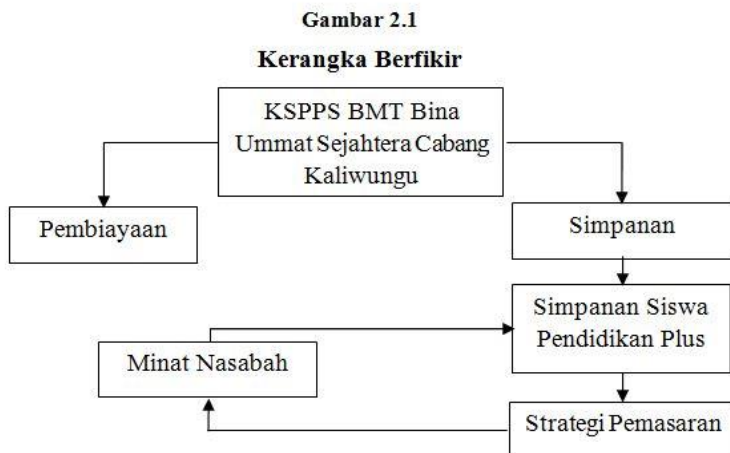 Gambar 2.1
Kerangka Berfikir
KSPPS BMT Bina
Ummat Sejahtera Cabang
Kaliwungu
Pembiayaan
Simpanan
Simpanan Siswa
Pendidikan Plus
Minat Nasabah
Strategi Pemasaran